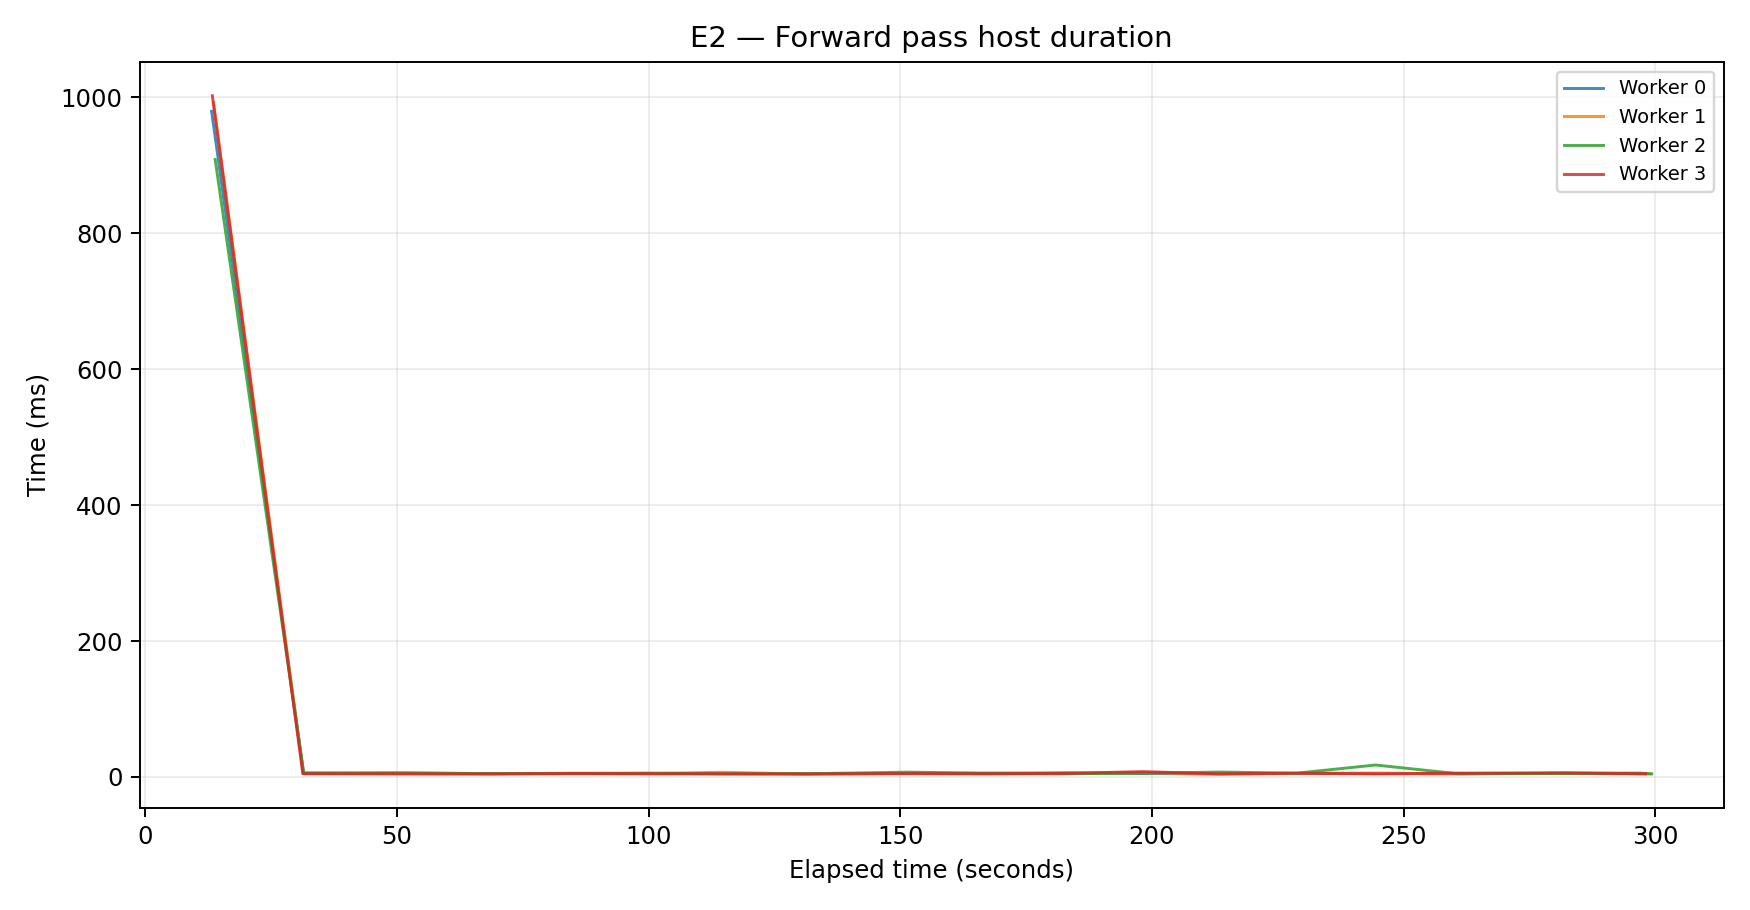 E2 — Forward pass host duration
Time (ms)
1000
800
600
400
200
0
0 50 100 150 200 250 300
Elapsed time (seconds)
Worker 0
Worker 1
Worker 2
Worker 3